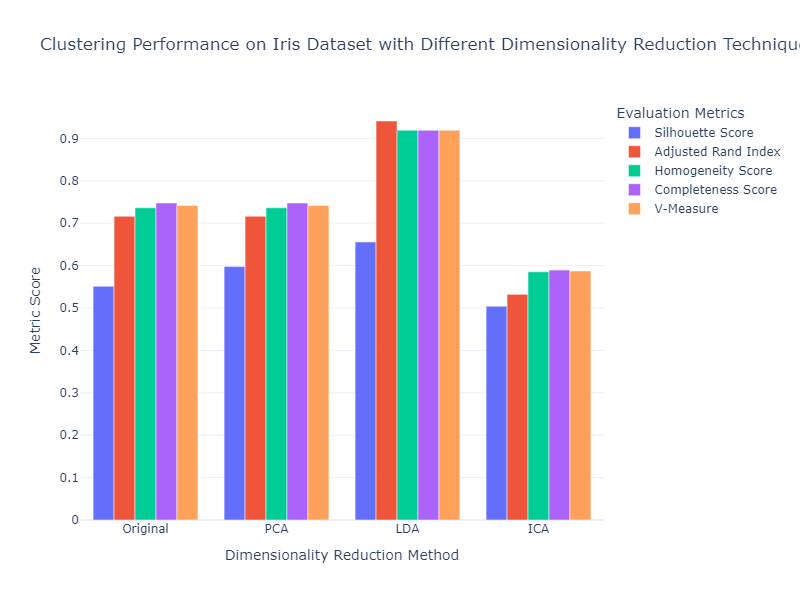 Clustering Performance on Iris Dataset with Different Dimensionality Reduction
Evaluation Metrics
Silhouette Score
Adjusted Rand Index
Homogeneity Score
Completeness Score
V-Measure
Metric Score
0.9
0.8
0.7
0.6
0.5
0.4
0.3
0.2
0.1
0
Original PCA LDA ICA
Dimensionality Reduction Method